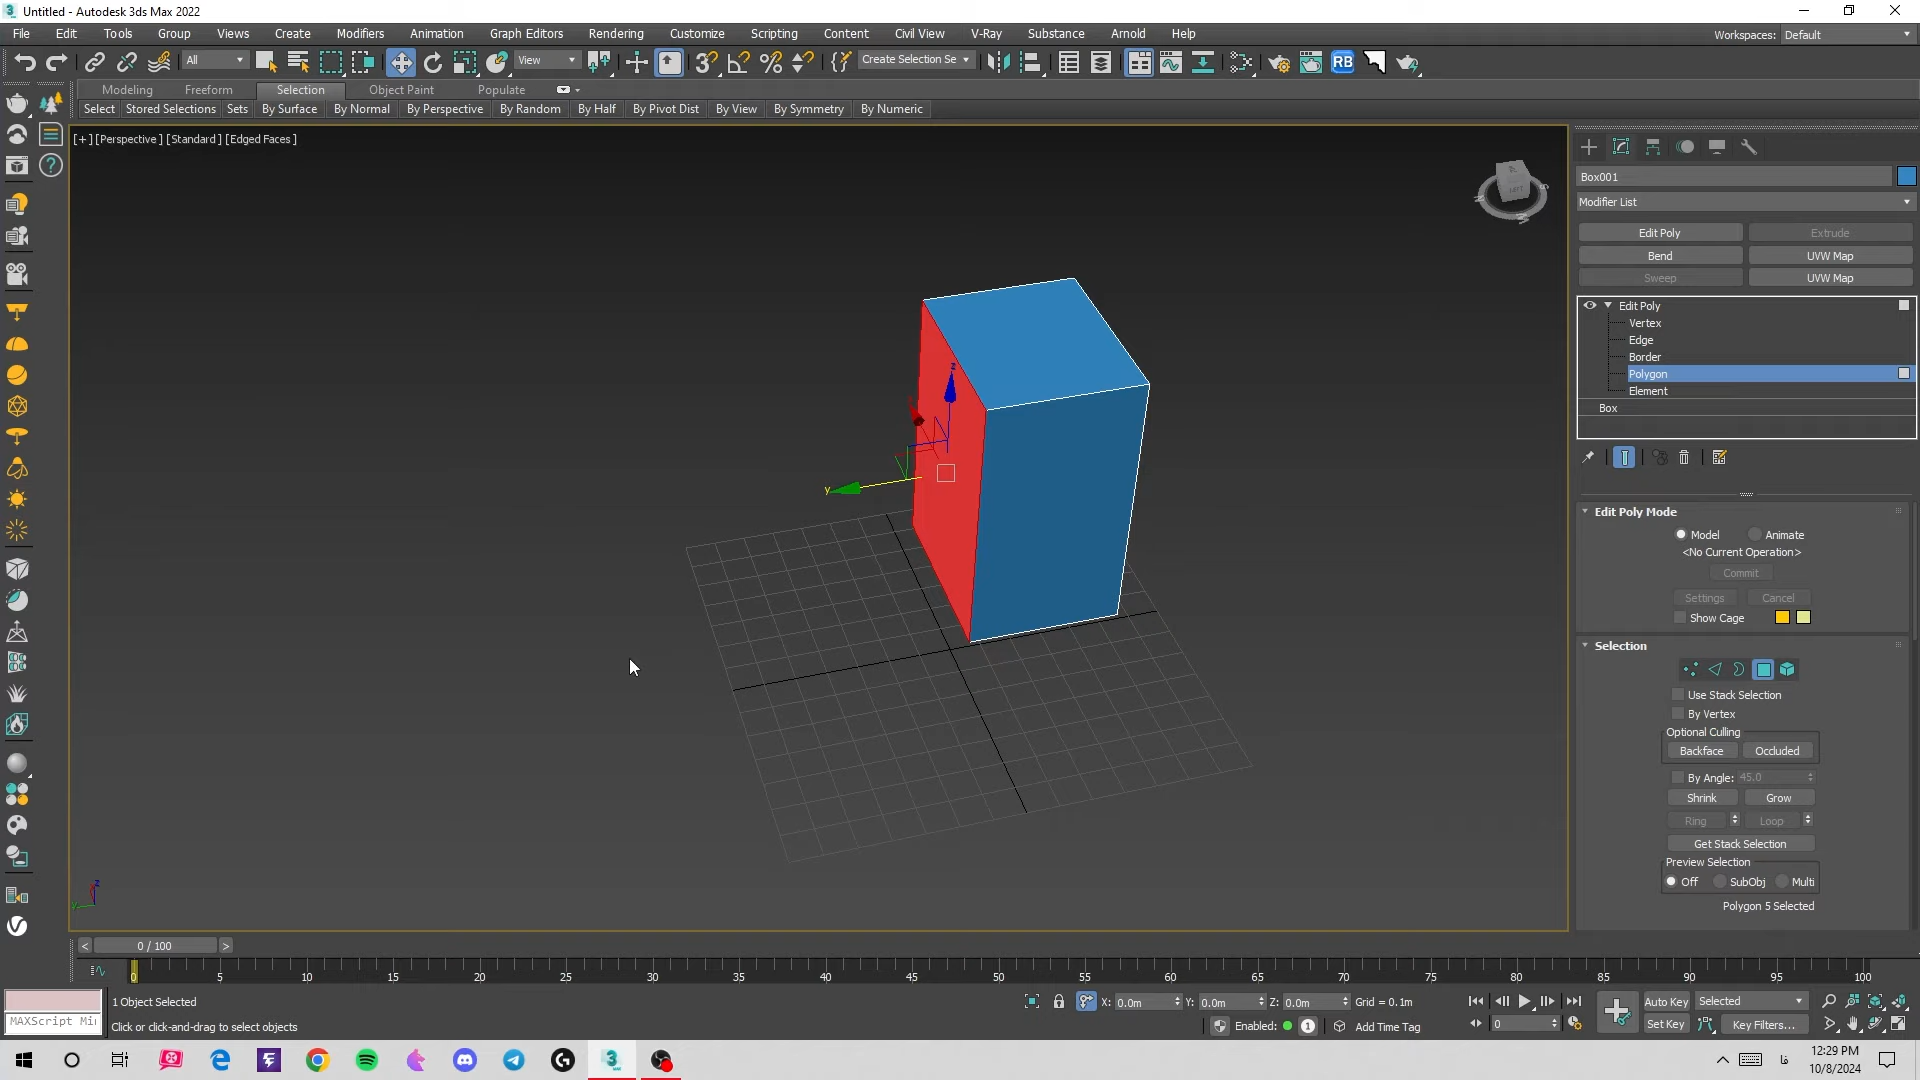 Untitled - Autodesk 3ds Max 2022
File Edit Tools Group Views Create Modifiers Animation Graph Editors Rendering Customize Scripting Content Civil View V-Ray Substance Arnold Help
Workspaces: Default
All View Create Selection Se RB
Modeling Freeform Selection Object Paint Populate
Select Stored Selections Sets By Surface By Normal By Perspective By Random By Half By Pivot Dist By View By Symmetry By Numeric
[+] [Perspective] [Standard] [Edged Faces]
Box001
Modifier List
Edit Poly Extrude
Bend UVW Map
Sweep UVW Map
Edit Poly
Vertex
Edge
Border
Polygon
Element
Box
Edit Poly Mode
Model Animate
<No Current Operation>
Commit
Settings Cancel
Show Cage
Selection
Use Stack Selection
By Vertex
Optional Culling
Backface Occluded
By Angle: 45.0
Shrink Grow
Ring Loop
Get Stack Selection
Preview Selection
Off SubObj Multi
Polygon 5 Selected
z
y
z
y
< 0 / 100 >
0 5 10 15 20 25 30 35 40 45 50 55 60 65 70 75 80 85 90 95 100
1 Object Selected
X: 0.0m Y: 0.0m Z: 0.0m Grid = 0.1m
Auto Key Selected
MAXScript Mi
Click or click-and-drag to select objects
Enabled: 1 Add Time Tag
0
Set Key Key Filters...
12:29 PM
10/8/2024
فا